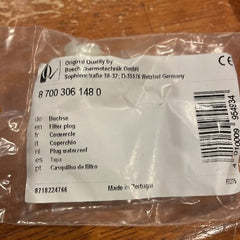 Original Quality by
Bosch Thermotechnik GmbH
Sophienstraße 30-32; D-35576 Wetzlar Germany
CE
8 700 306 148 0
de Buchse
en Filter plug
fr Couvercle
it Coperchio
nl Plug waterzeef
es Tapa
pt Casquilho de filtro
8718224766
Made in Portugal